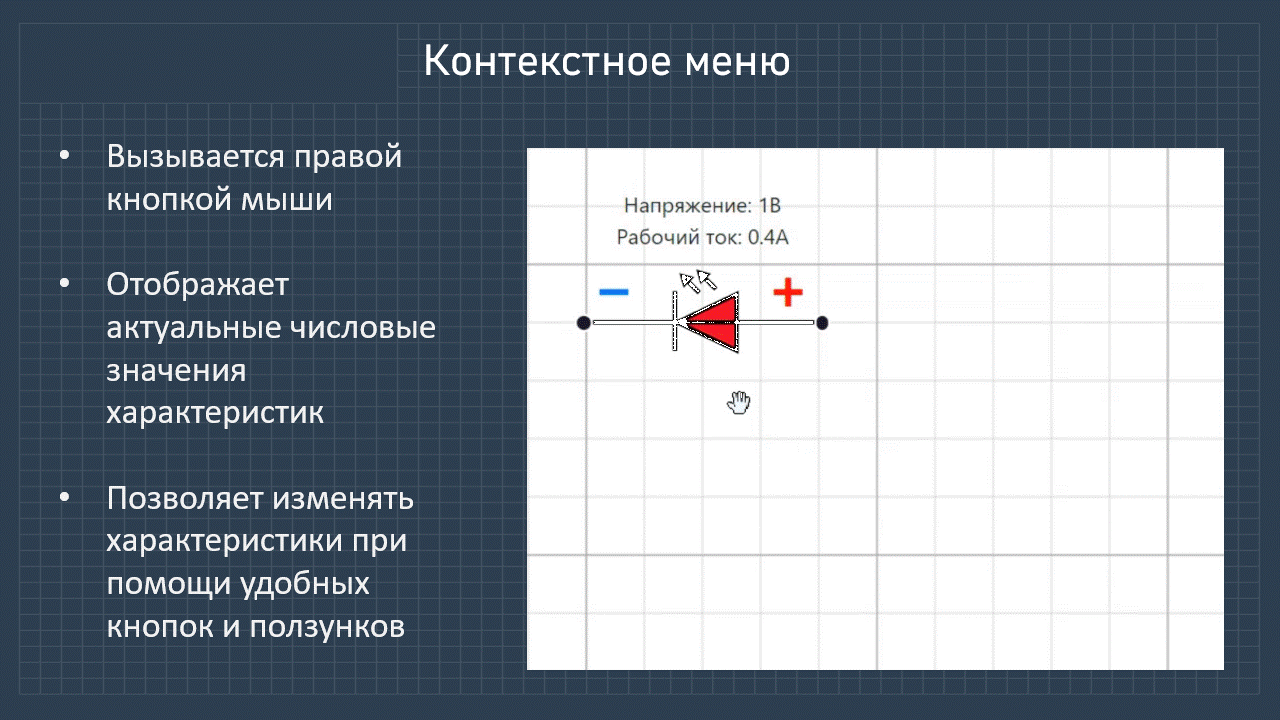 Контекстное меню
• Вызывается правой
кнопкой мыши
• Отображает
актуальные числовые
значения
характеристик
• Позволяет изменять
характеристики при
помощи удобных
кнопок и ползунков
Напряжение: 1В
Рабочий ток: 0.4А
− +